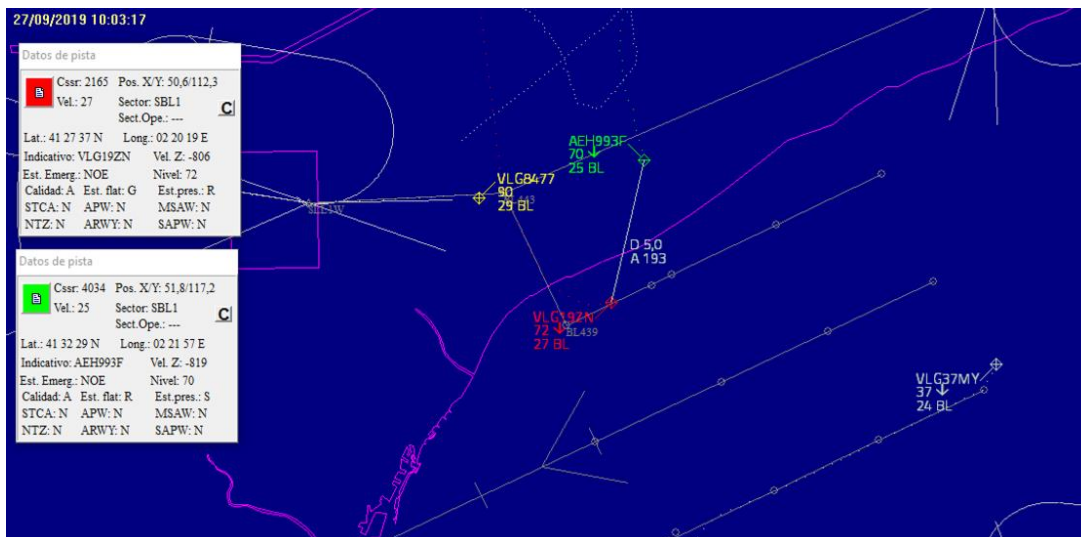 27/09/2019 10:03:17
Datos de pista
Cssr: 2165 Pos. X/Y: 50,6/112,3
Vel.: 27 Sector: SBL1
Sect.Ope.: ---
C
Lat.: 41 27 37 N Long.: 02 20 19 E
Indicativo: VLG19ZN Vel. Z: -806
Est. Emerg.: NOE Nivel: 72
Calidad: A Est. flat: G Est.pres.: R
STCA: N APW: N MSAW: N
NTZ: N ARWY: N SAPW: N
Datos de pista
Cssr: 4034 Pos. X/Y: 51,8/117,2
Vel.: 25 Sector: SBL1
Sect.Ope.: ---
C
Lat.: 41 32 29 N Long.: 02 21 57 E
Indicativo: AEH993F Vel. Z: -819
Est. Emerg.: NOE Nivel: 70
Calidad: A Est. flat: R Est.pres.: S
STCA: N APW: N MSAW: N
NTZ: N ARWY: N SAPW: N
AEH993F
70
25 BL
VLG8477
90
29 BL
D 5,0
A 193
VLG19ZN
72 BL439
27 BL
VLG37MY
37
24 BL